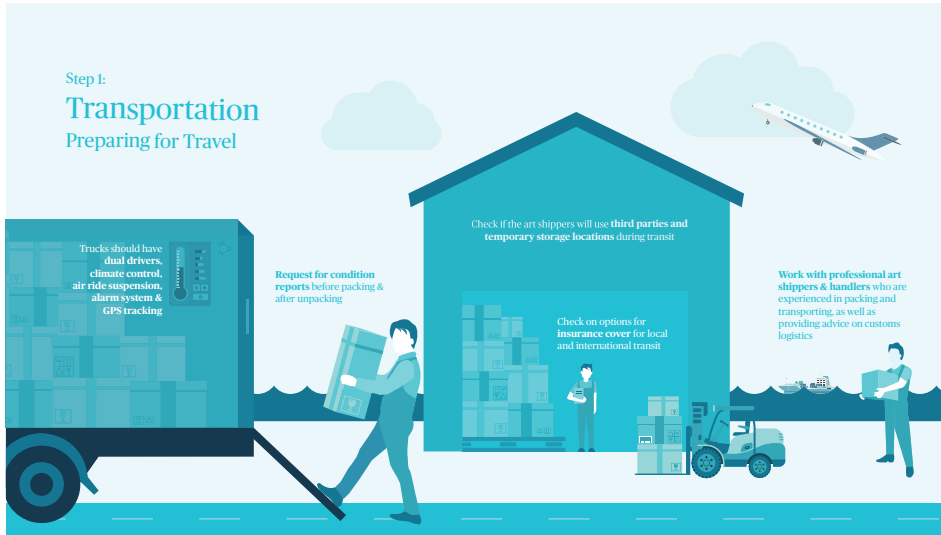 Step 1:
Transportation
Preparing for Travel
Trucks should have
dual drivers,
climate control,
air ride suspension,
alarm system &
GPS tracking
Request for condition
reports before packing &
after unpacking
Check if the art shippers will use third parties and
temporary storage locations during transit
Check on options for
insurance cover for local
and international transit
Work with professional art
shippers & handlers who are
experienced in packing and
transporting, as well as
providing advice on customs
logistics